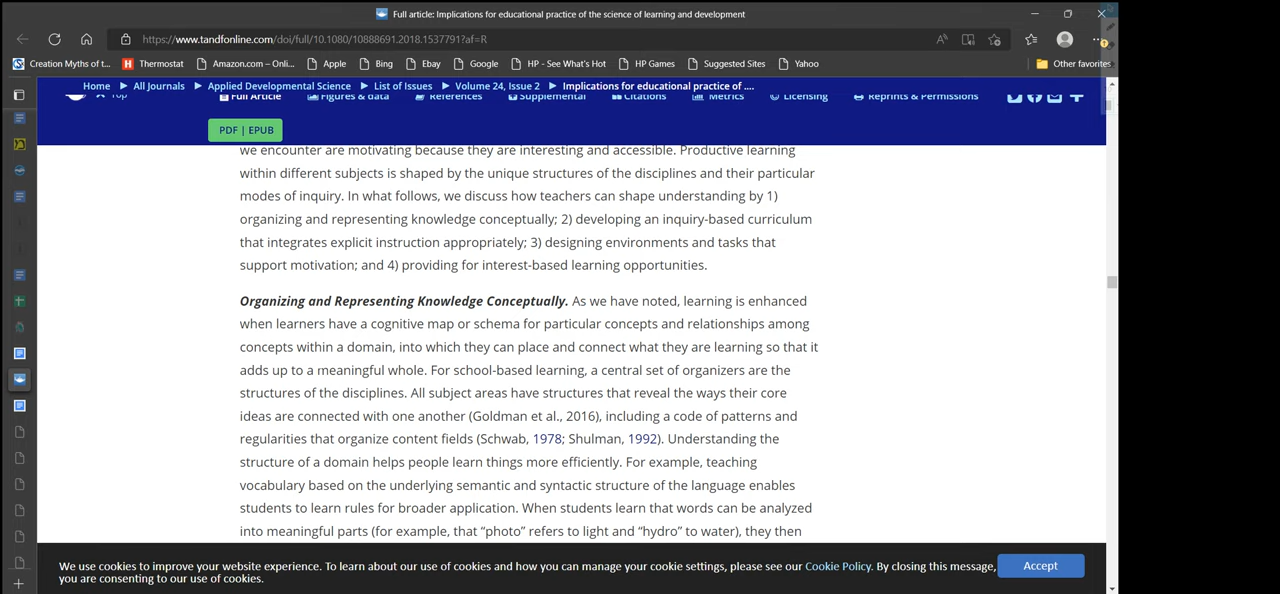 Full article: Implications for educational practice of the science of learning and development
https://www.tandfonline.com/doi/full/10.1080/10888691.2018.1537791?af=R
Creation Myths of t... Thermostat Amazon.com – Onli... Apple Bing Ebay Google HP - See What's Hot HP Games Suggested Sites Yahoo Other favorites
Home All Journals Applied Developmental Science List of Issues Volume 24, Issue 2 Implications for educational practice of ....
Top Full Article Figures & data References Supplemental Citations Metrics Licensing Reprints & Permissions
PDF | EPUB
we encounter are motivating because they are interesting and accessible. Productive learning
within different subjects is shaped by the unique structures of the disciplines and their particular
modes of inquiry. In what follows, we discuss how teachers can shape understanding by 1)
organizing and representing knowledge conceptually; 2) developing an inquiry-based curriculum
that integrates explicit instruction appropriately; 3) designing environments and tasks that
support motivation; and 4) providing for interest-based learning opportunities.
Organizing and Representing Knowledge Conceptually. As we have noted, learning is enhanced
when learners have a cognitive map or schema for particular concepts and relationships among
concepts within a domain, into which they can place and connect what they are learning so that it
adds up to a meaningful whole. For school-based learning, a central set of organizers are the
structures of the disciplines. All subject areas have structures that reveal the ways their core
ideas are connected with one another (Goldman et al., 2016), including a code of patterns and
regularities that organize content fields (Schwab, 1978; Shulman, 1992). Understanding the
structure of a domain helps people learn things more efficiently. For example, teaching
vocabulary based on the underlying semantic and syntactic structure of the language enables
students to learn rules for broader application. When students learn that words can be analyzed
into meaningful parts (for example, that “photo” refers to light and “hydro” to water), they then
We use cookies to improve your website experience. To learn about our use of cookies and how you can manage your cookie settings, please see our Cookie Policy. By closing this message,
you are consenting to our use of cookies.
Accept